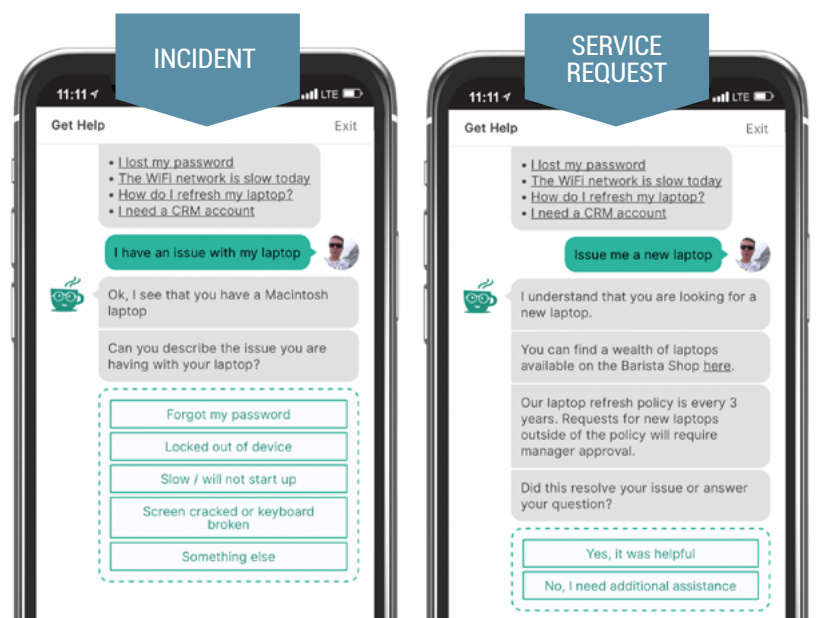 INCIDENT
11:11
LTE
Get Help
Exit
• I lost my password
• The WiFi network is slow today
• How do I refresh my laptop?
• I need a CRM account
I have an issue with my laptop
Ok, I see that you have a Macintosh
laptop
Can you describe the issue you are
having with your laptop?
Forgot my password
Locked out of device
Slow / will not start up
Screen cracked or keyboard
broken
Something else
SERVICE
REQUEST
11:11
LTE
Get Help
Exit
• I lost my password
• The WiFi network is slow today
• How do I refresh my laptop?
• I need a CRM account
Issue me a new laptop
I understand that you are looking for a
new laptop.
You can find a wealth of laptops
available on the Barista Shop here.
Our laptop refresh policy is every 3
years. Requests for new laptops
outside of the policy will require
manager approval.
Did this resolve your issue or answer
your question?
Yes, it was helpful
No, I need additional assistance